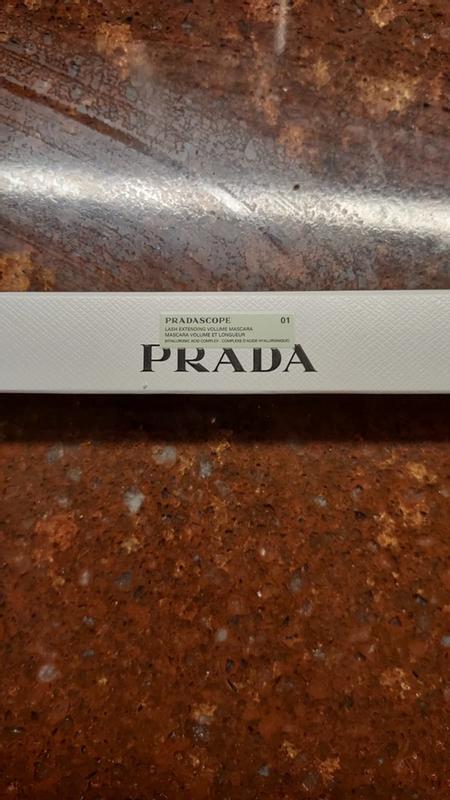 PRADASCOPE 01
LASH EXTENDING VOLUME MASCARA
MASCARA VOLUME ET LONGUEUR
HYALURONIC ACID COMPLEX - COMPLEXE D'ACIDE HYALURONIQUE
PRADA